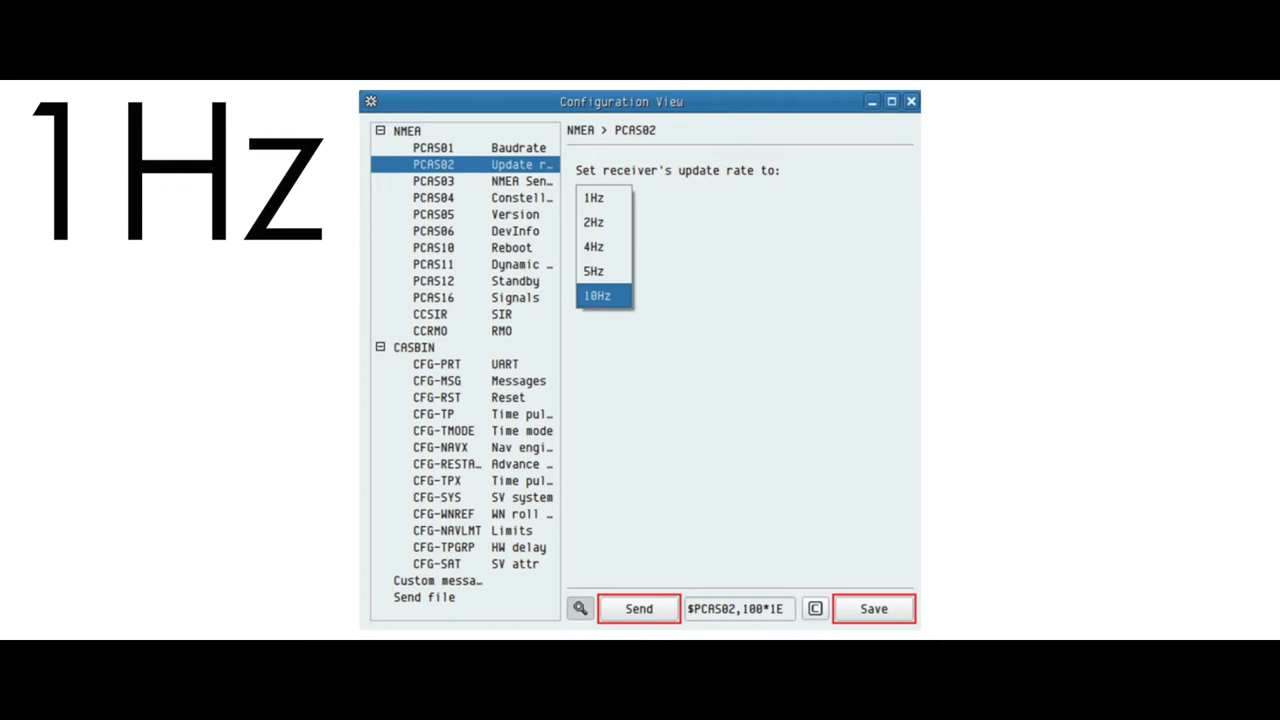 1Hz
Configuration View
NMEA
PCAS01 Baudrate
PCAS02 Update r…
PCAS03 NMEA Sen…
PCAS04 Constell…
PCAS05 Version
PCAS06 DevInfo
PCAS10 Reboot
PCAS11 Dynamic …
PCAS12 Standby
PCAS16 Signals
CCSIR SIR
CCRMO RMO
CASBIN
CFG-PRT UART
CFG-MSG Messages
CFG-RST Reset
CFG-TP Time pul…
CFG-TMODE Time mode
CFG-NAVX Nav engi…
CFG-RESTA… Advance …
CFG-TPX Time pul…
CFG-SYS SV system
CFG-WNREF WN roll …
CFG-NAVLMT Limits
CFG-TPGRP HW delay
CFG-SAT SV attr
Custom messa…
Send file
NMEA > PCAS02
Set receiver's update rate to:
1Hz
2Hz
4Hz
5Hz
10Hz
Send $PCAS02,100*1E C Save